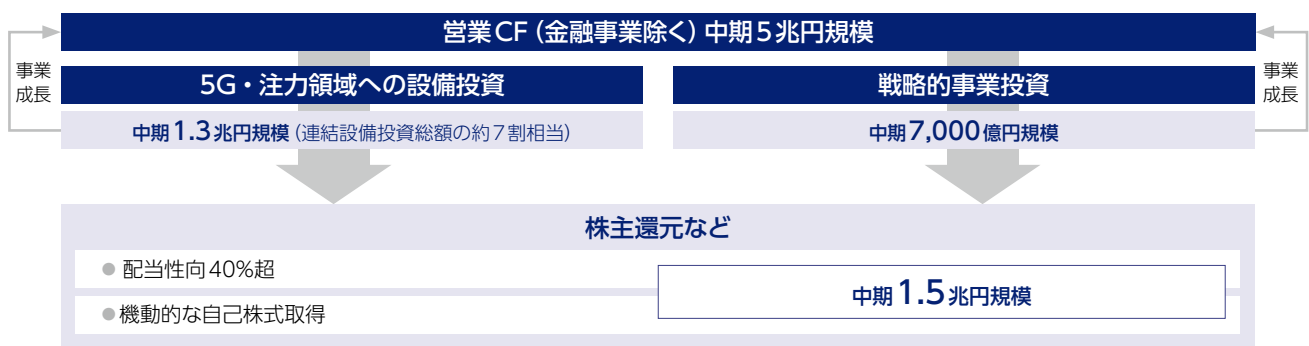 営業CF（金融事業除く）中期5兆円規模
事業
成長
5G・注力領域への設備投資
戦略的事業投資
事業
成長
中期1.3兆円規模（連結設備投資総額の約7割相当）
中期7,000億円規模
株主還元など
● 配当性向40%超
●機動的な自己株式取得
中期1.5兆円規模